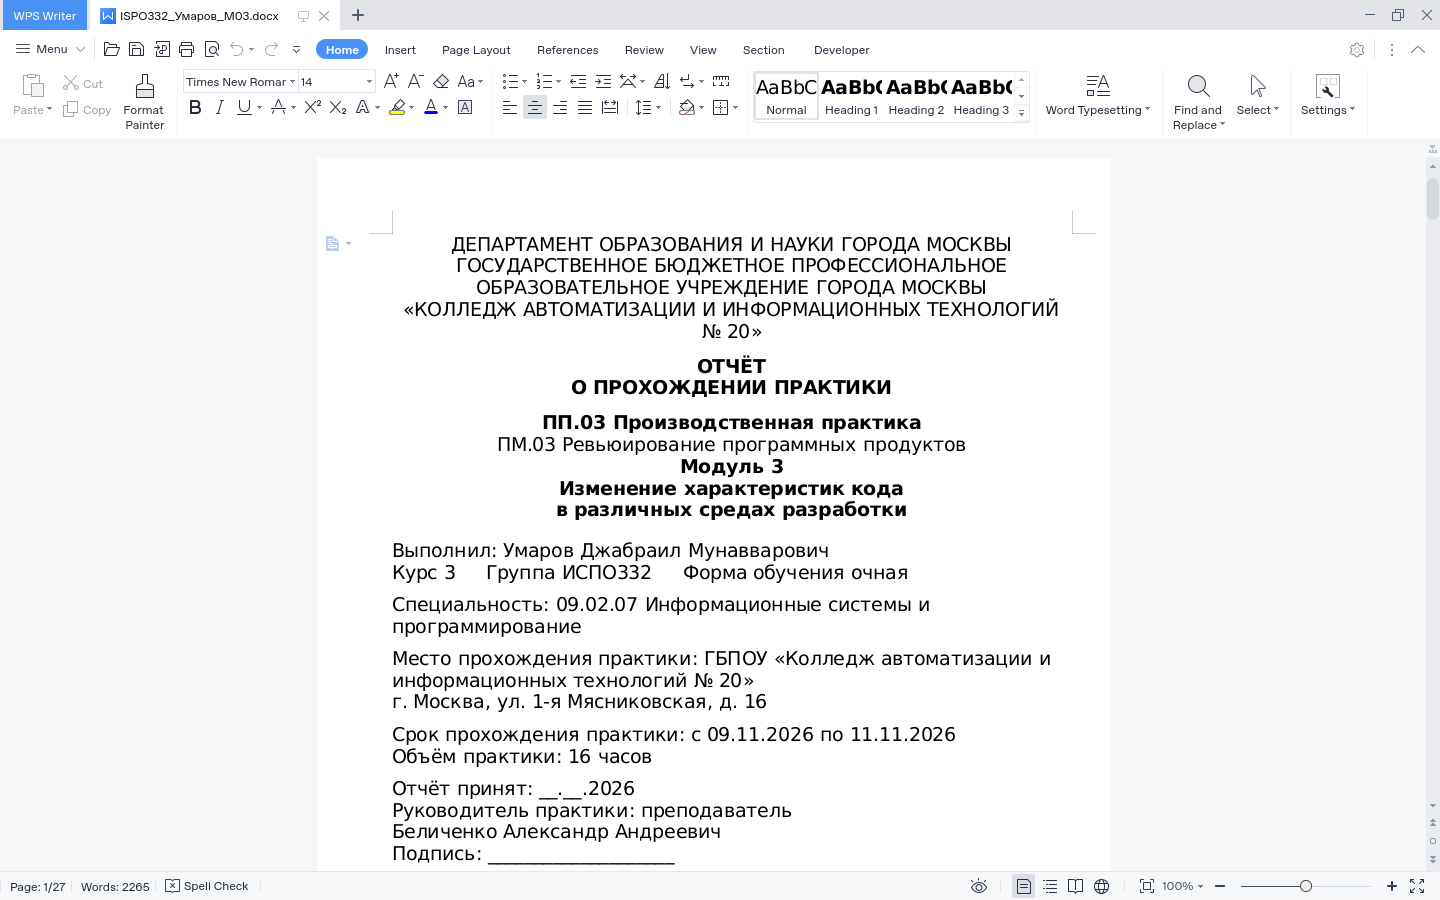 WPS Writer
ISPO332_Умаров_М03.docx
Menu
Home
Insert
Page Layout
References
Review
View
Section
Developer
Paste
Cut
Copy
Format Painter
Times New Romar
14
AaBbC
AaBb(
AaBb(
AaBb(
Normal
Heading 1
Heading 2
Heading 3
Word Typesetting
Find and Replace
Select
Settings
ДЕПАРТАМЕНТ ОБРАЗОВАНИЯ И НАУКИ ГОРОДА МОСКВЫ
ГОСУДАРСТВЕННОЕ БЮДЖЕТНОЕ ПРОФЕССИОНАЛЬНОЕ
ОБРАЗОВАТЕЛЬНОЕ УЧРЕЖДЕНИЕ ГОРОДА МОСКВЫ
«КОЛЛЕДЖ АВТОМАТИЗАЦИИ И ИНФОРМАЦИОННЫХ ТЕХНОЛОГИЙ
№ 20»
ОТЧЁТ
О ПРОХОЖДЕНИИ ПРАКТИКИ
ПП.03 Производственная практика
ПМ.03 Ревьюирование программных продуктов
Модуль 3
Изменение характеристик кода
в различных средах разработки
Выполнил: Умаров Джабраил Мунавварович
Курс 3 Группа ИСПО332 Форма обучения очная
Специальность: 09.02.07 Информационные системы и
программирование
Место прохождения практики: ГБПОУ «Колледж автоматизации и
информационных технологий № 20»
г. Москва, ул. 1-я Мясниковская, д. 16
Срок прохождения практики: с 09.11.2026 по 11.11.2026
Объём практики: 16 часов
Отчёт принят: __.__.2026
Руководитель практики: преподаватель
Беличенко Александр Андреевич
Подпись: ___________________
Page: 1/27
Words: 2265
Spell Check
100%